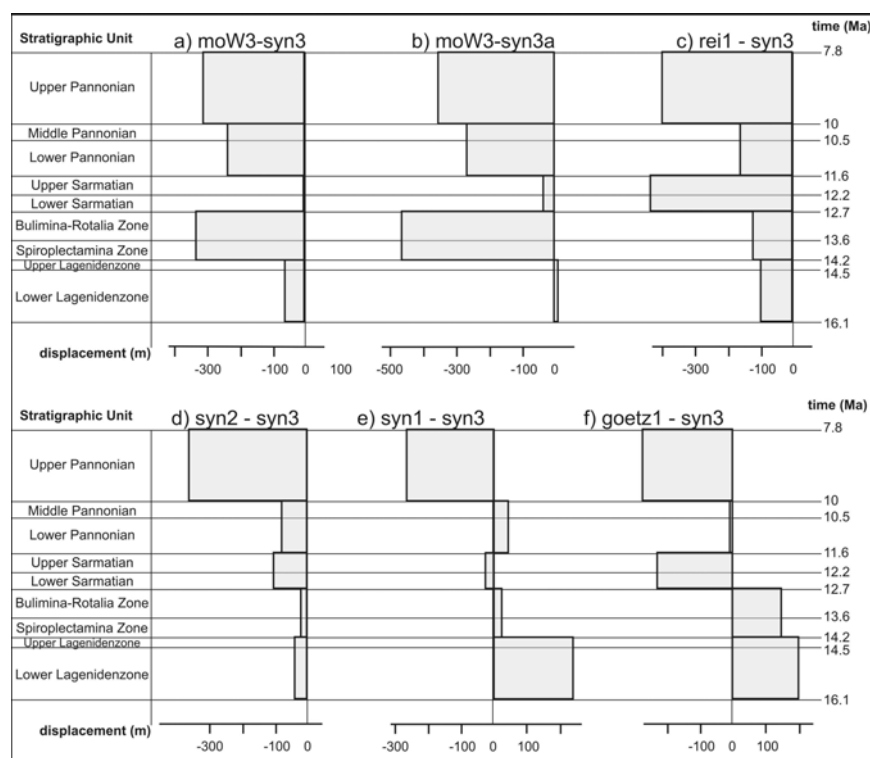 Stratigraphic Unit a) moW3-syn3 b) moW3-syn3a c) rei1 - syn3 time (Ma)
7.8
Upper Pannonian
10
Middle Pannonian
10.5
Lower Pannonian
11.6
Upper Sarmatian
12.2
Lower Sarmatian
12.7
Bulimina-Rotalia Zone
13.6
Spiroplectamina Zone
14.2
Upper Lagenidenzone
14.5
Lower Lagenidenzone
16.1
displacement (m) -300 -100 0 100 -500 -300 -100 0 -300 -100 0
Stratigraphic Unit d) syn2 - syn3 e) syn1 - syn3 f) goetz1 - syn3 time (Ma)
7.8
Upper Pannonian
10
Middle Pannonian
10.5
Lower Pannonian
11.6
Upper Sarmatian
12.2
Lower Sarmatian
12.7
Bulimina-Rotalia Zone
13.6
Spiroplectamina Zone
14.2
Upper Lagenidenzone
14.5
Lower Lagenidenzone
16.1
displacement (m) -300 -100 0 -300 -100 0 100 -100 0 100